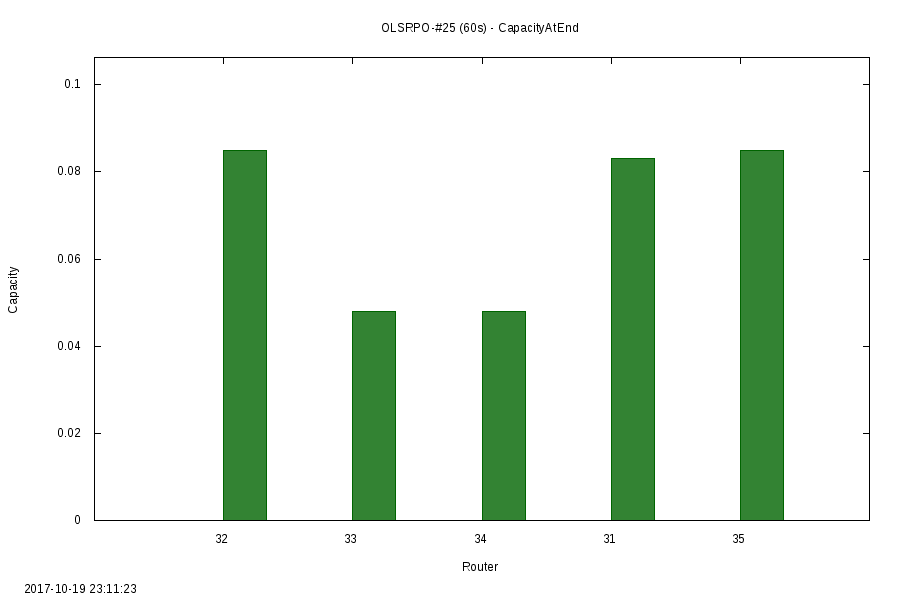 OLSRPO-#25 (60s) - CapacityAtEnd
0.1
0.08
0.06
0.04
0.02
0
Capacity
32 33 34 31 35
Router
2017-10-19 23:11:23